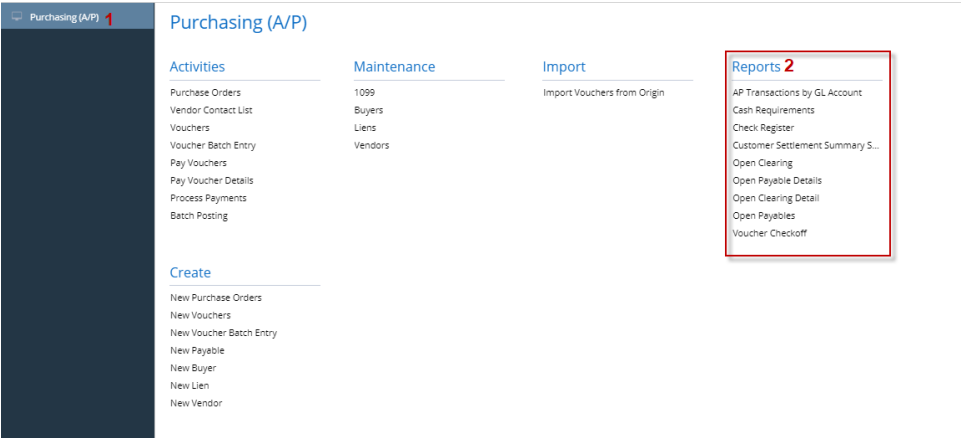 Purchasing (A/P) 1
Purchasing (A/P)
Activities
Purchase Orders
Vendor Contact List
Vouchers
Voucher Batch Entry
Pay Vouchers
Pay Voucher Details
Process Payments
Batch Posting
Maintenance
1099
Buyers
Liens
Vendors
Import
Import Vouchers from Origin
Reports 2
AP Transactions by GL Account
Cash Requirements
Check Register
Customer Settlement Summary S...
Open Clearing
Open Payable Details
Open Clearing Detail
Open Payables
Voucher Checkoff
Create
New Purchase Orders
New Vouchers
New Voucher Batch Entry
New Payable
New Buyer
New Lien
New Vendor